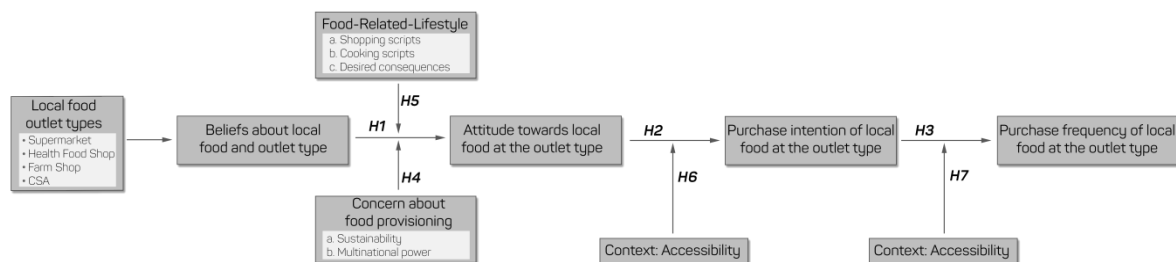 Food-Related-Lifestyle
a. Shopping scripts
b. Cooking scripts
c. Desired consequences
Local food
outlet types
• Supermarket
• Health Food Shop
• Farm Shop
• CSA
Beliefs about local
food and outlet type
H5
H1
H4
Attitude towards local
food at the outlet type
H2
H6
Purchase intention of local
food at the outlet type
H3
H7
Purchase frequency of local
food at the outlet type
Concern about
food provisioning
a. Sustainability
b. Multinational power
Context: Accessibility
Context: Accessibility